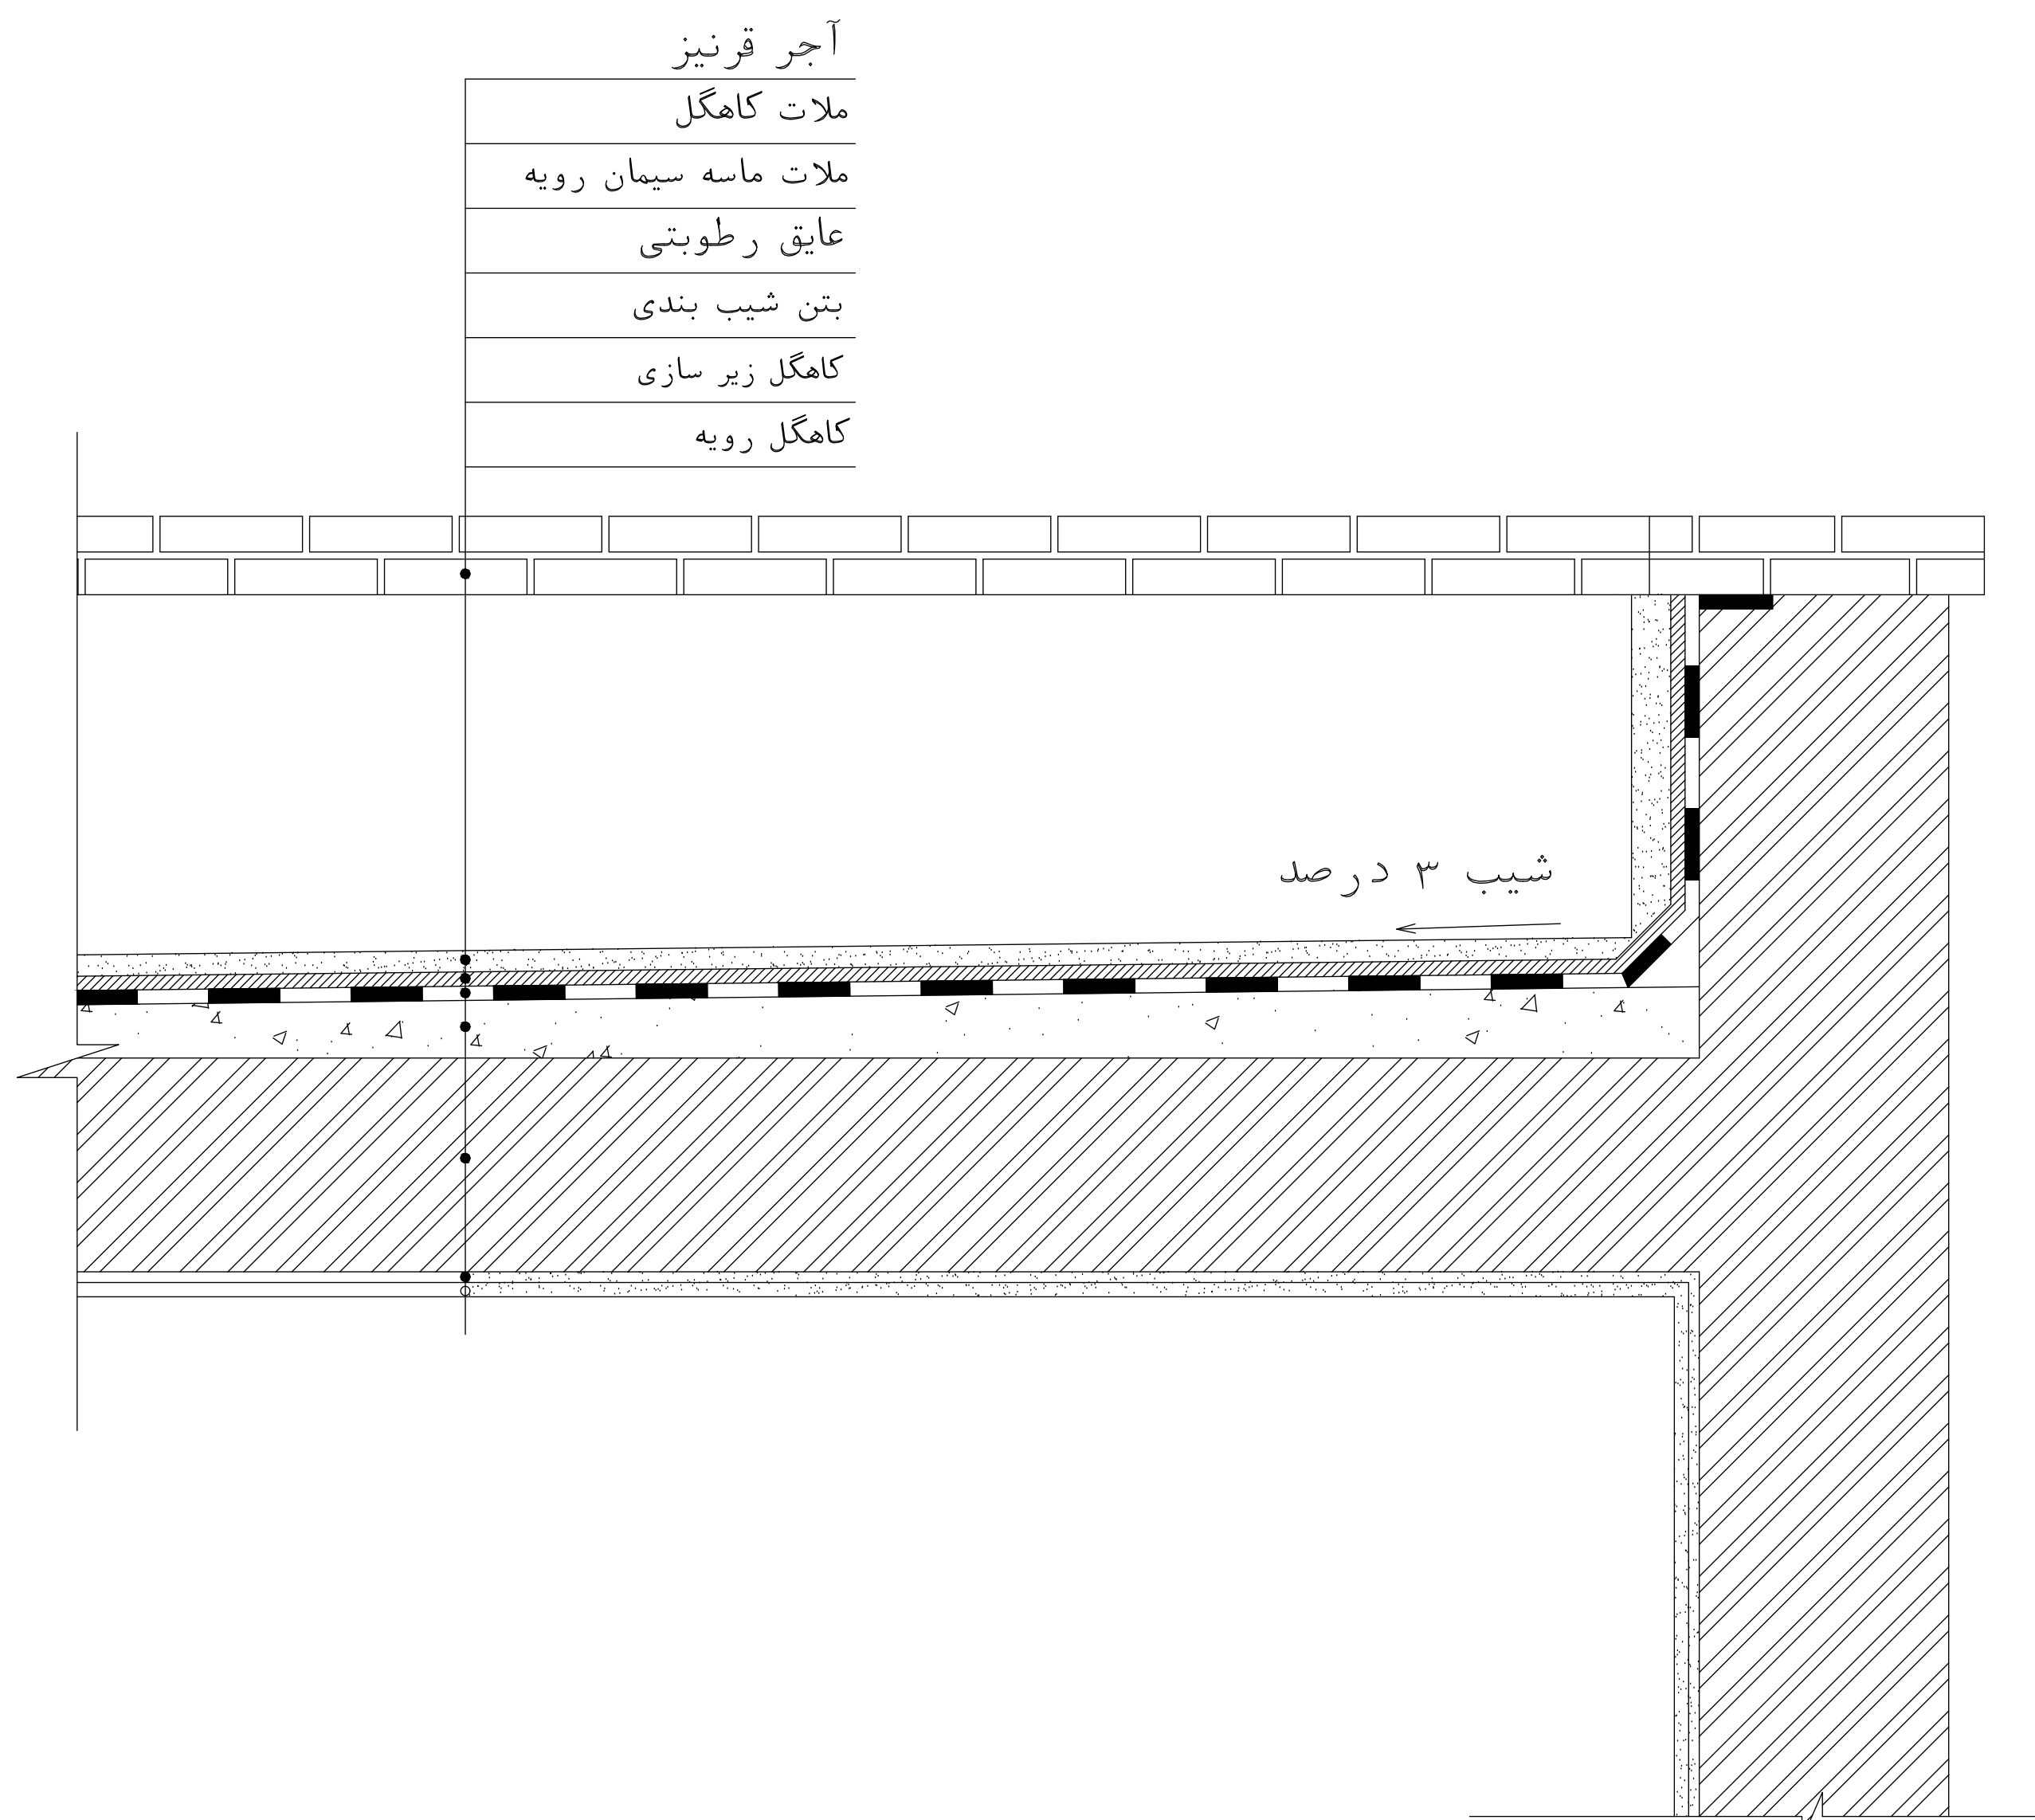 آجر قرنیز
ملات کاهگل
ملات ماسه سیمان رویه
عایق رطوبتی
بتن شیب بندی
کاهگل زیر سازی
کاهگل رویه
شیب ۳ درصد